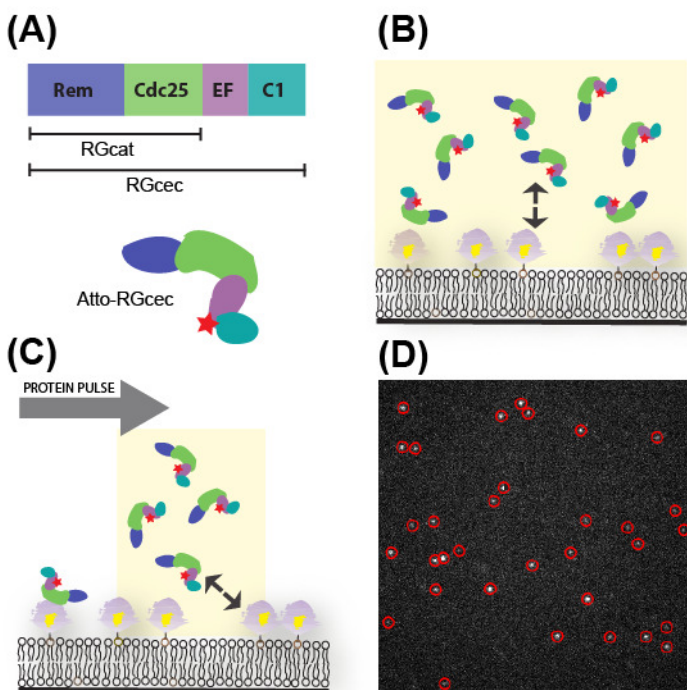 (A)
Rem Cdc25 EF C1
RGcat
RGcec
Atto-RGcec
(B)
(C)
PROTEIN PULSE
(D)